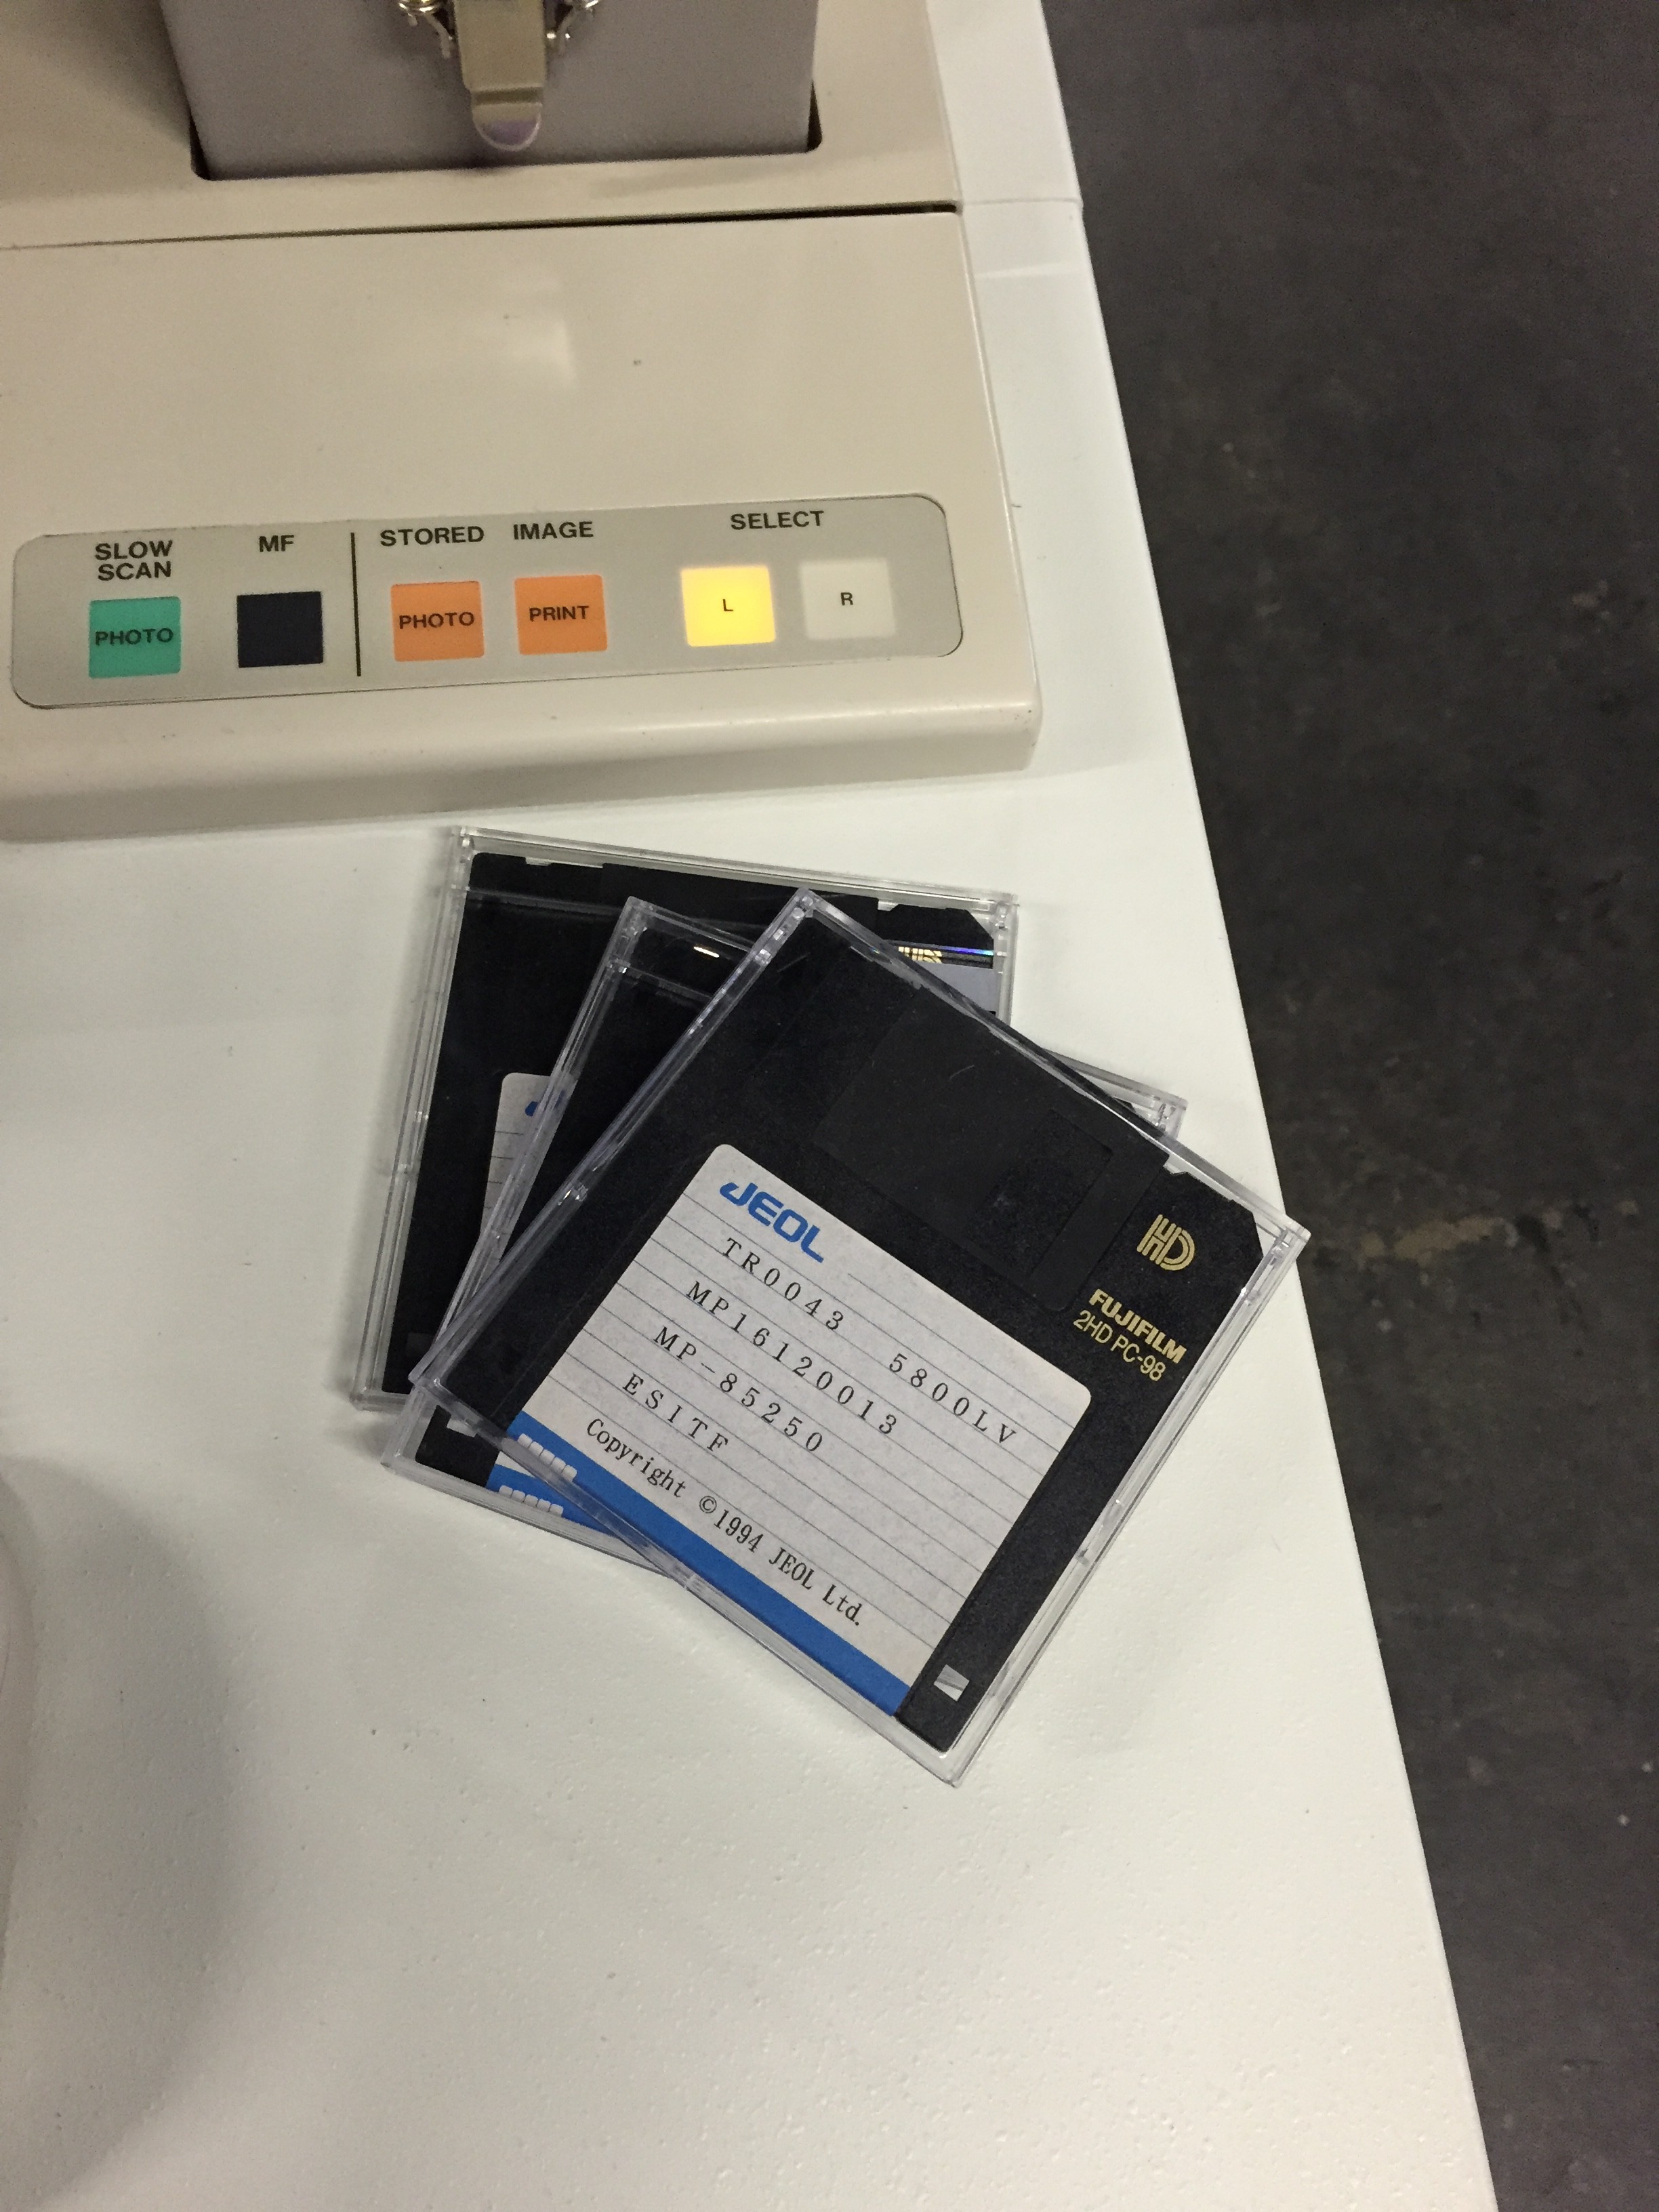 SLOW
SCAN
MF
STORED
IMAGE
SELECT
PHOTO
PHOTO
PRINT
L
R
HD
FUJIFILM
2HD PC-98
JEOL
TR0043 5800LV
MP16120013
MP-85250
ESITF
Copyright ©1994 JEOL Ltd.